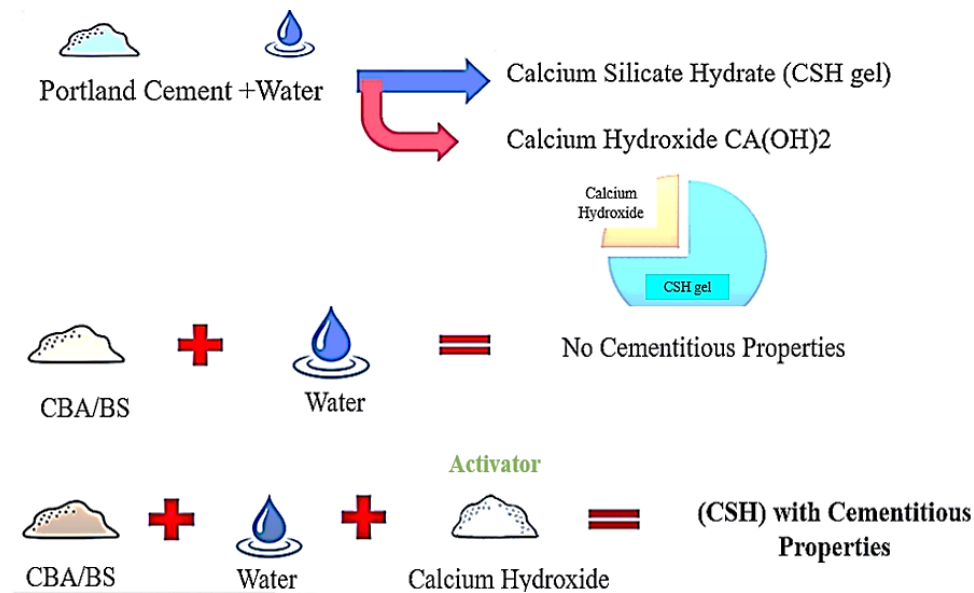 Portland Cement +Water
Calcium Silicate Hydrate (CSH gel)
Calcium Hydroxide CA(OH)2
Calcium
Hydroxide
CSH gel
No Cementitious Properties
CBA/BS
Water
Activator
(CSH) with Cementitious
Properties
CBA/BS
Water
Calcium Hydroxide